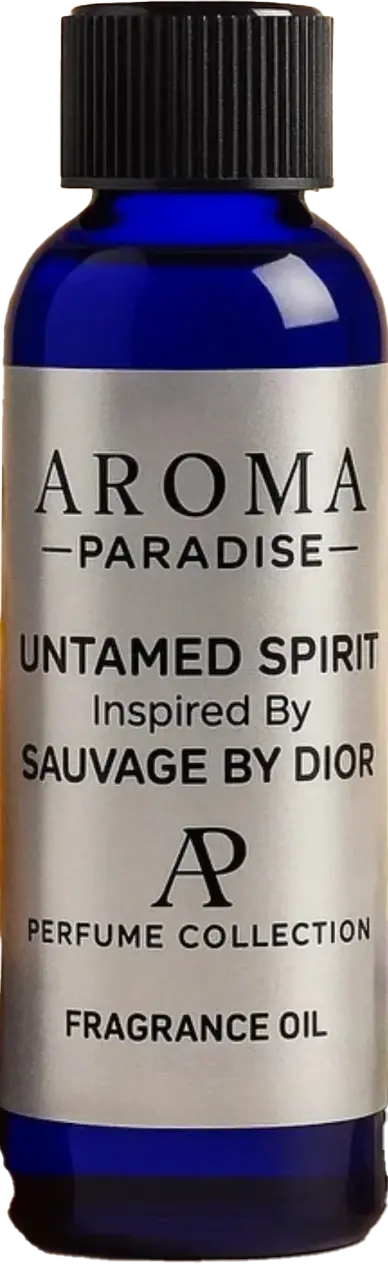 AROMA
—PARADISE—
UNTAMED SPIRIT
Inspired By
SAUVAGE BY DIOR
AP
PERFUME COLLECTION
FRAGRANCE OIL